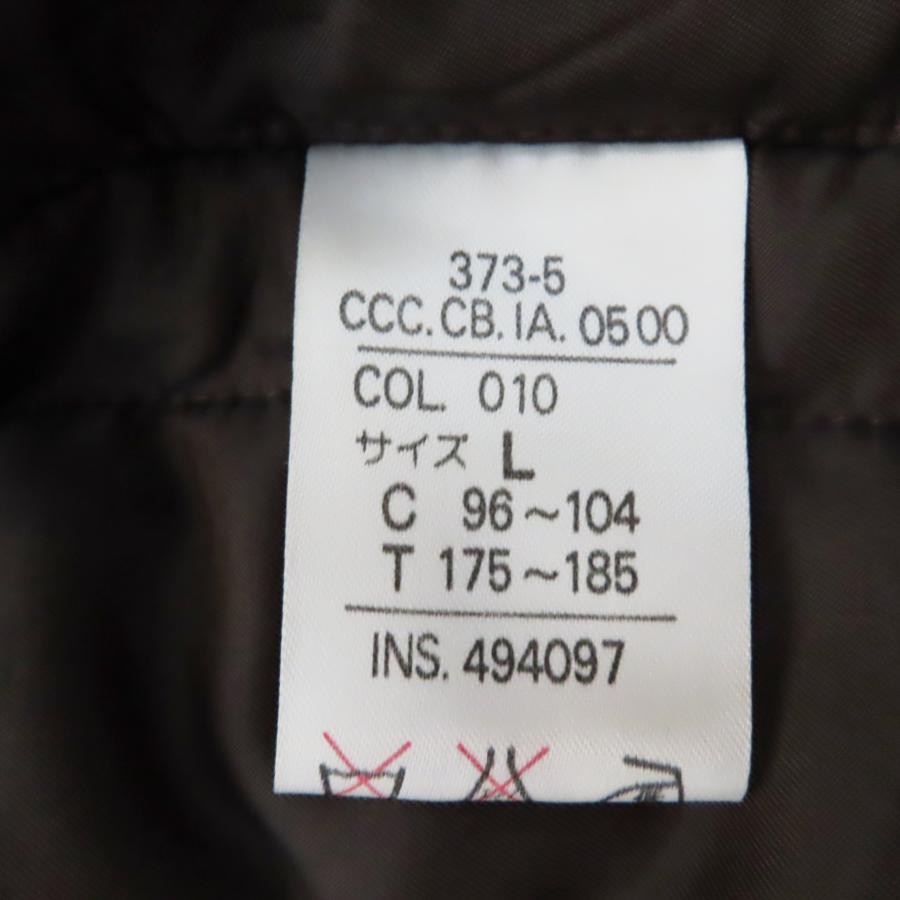 373-5
CCC.CB.IA.0500
COL. 010
サイズ L
C 96~104
T 175~185
INS. 494097